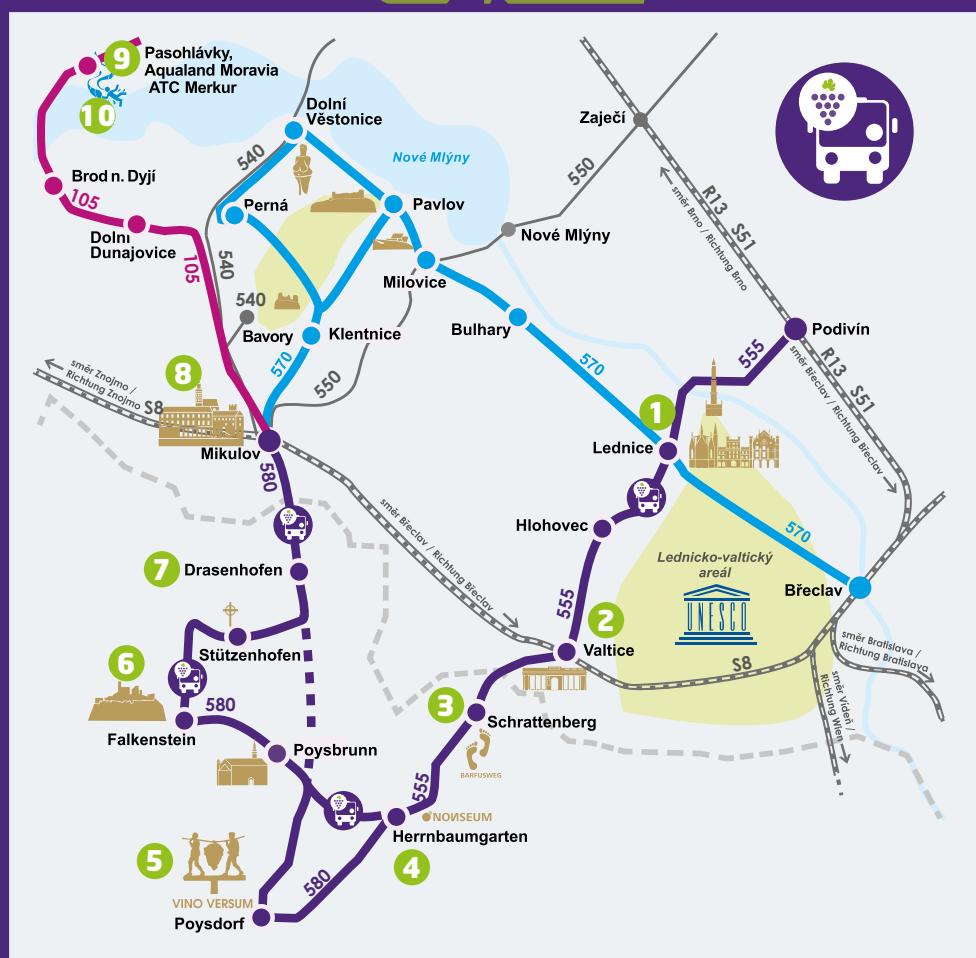 9
Pasohlávky,
Aqualand Moravia
ATC Merkur
10
Dolní
Věstonice
Zaječí
540
Nové Mlýny
550
Brod n. Dyjí
105
Perná
Pavlov
R13 S51
směr Brno / Richtung Brno
Dolní
Dunajovice
Nové Mlýny
105
540
Milovice
540
Bavory
Klentnice
Bulhary
Podivín
570
570
555
550
směr Znojmo /
Richtung Znojmo
S8
8
R13 S51
směr Břeclav / Richtung Břeclav
1
Lednice
Mikulov
580
směr Břeclav / Richtung Břeclav
Hlohovec
570
Lednicko-valtický
areál
UNESCO
Břeclav
7
Drasenhofen
555
2
Valtice
Stützenhofen
S8
směr Bratislava /
Richtung Bratislava
směr Vídeň /
Richtung Wien
6
580
Falkenstein
3
Schrattenberg
BARFUSWEG
Poysbrunn
555
NONSEUM
Herrnbaumgarten
4
5
580
VINO VERSUM
Poysdorf